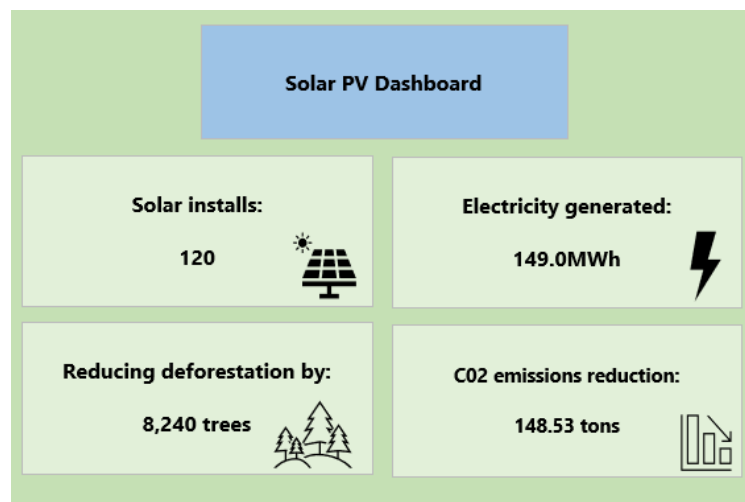 Solar PV Dashboard
Solar installs:
120
Electricity generated:
149.0MWh
Reducing deforestation by:
8,240 trees
C02 emissions reduction:
148.53 tons